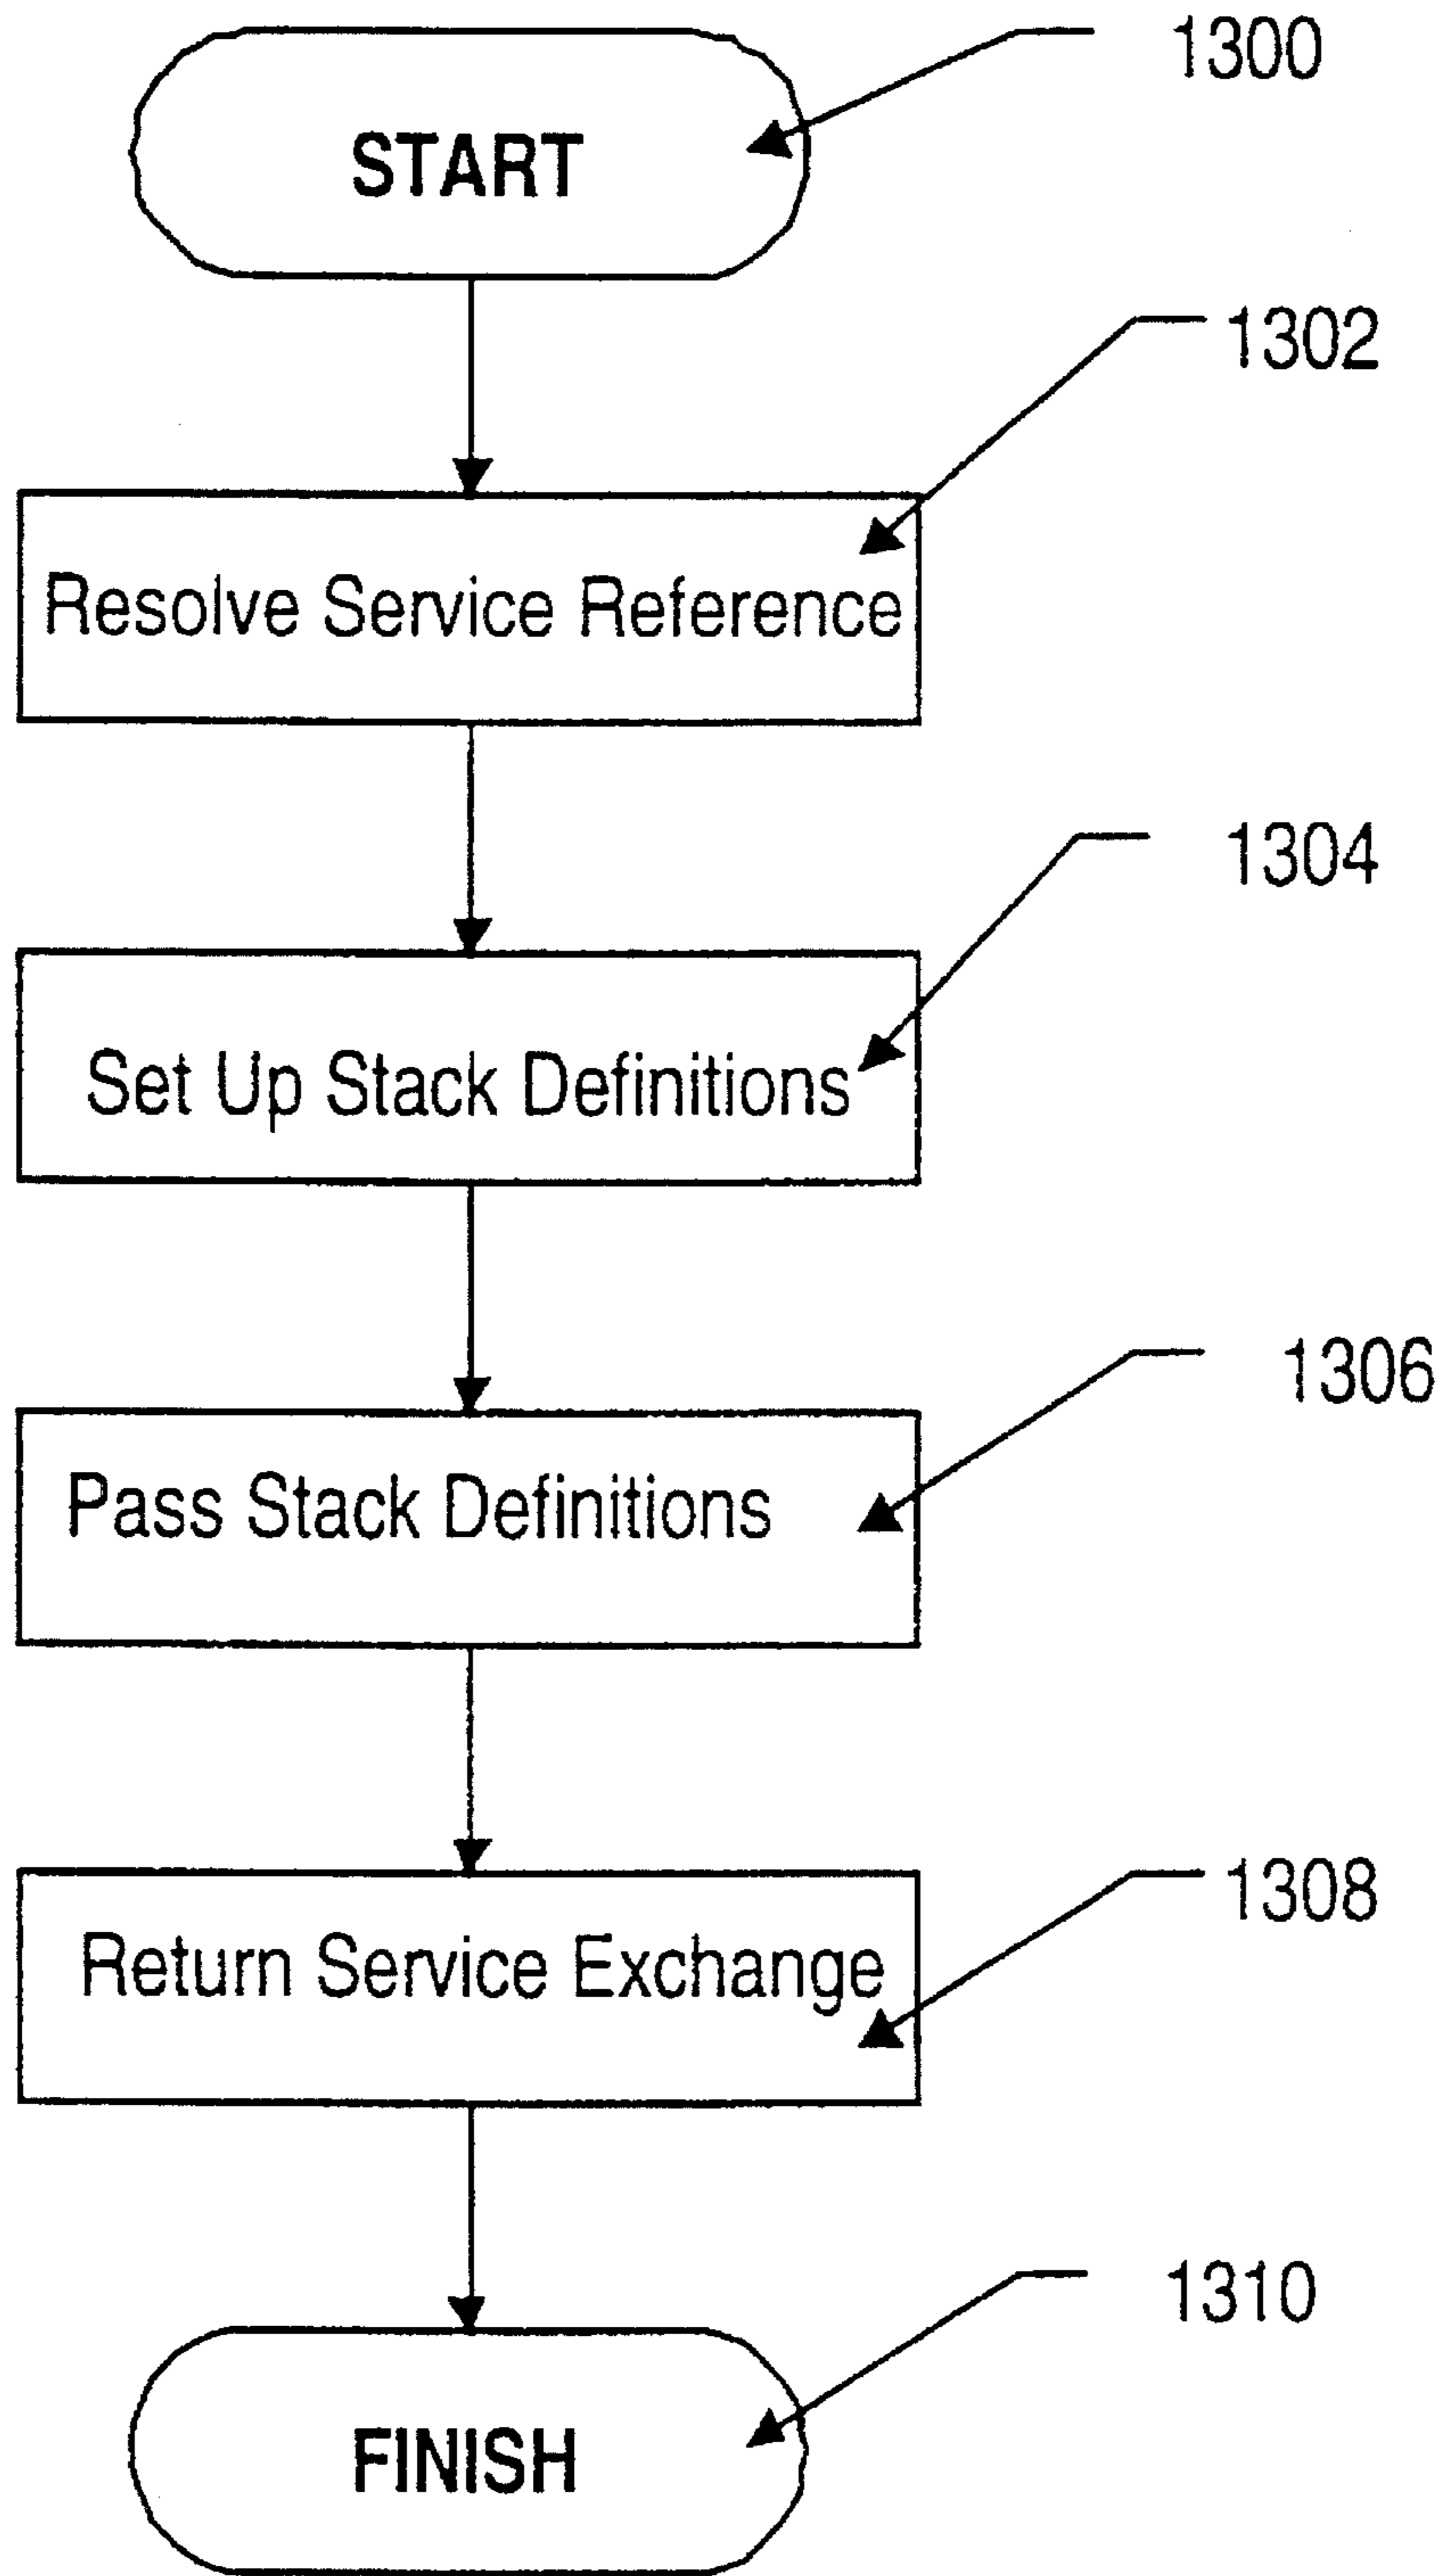 START
1300
1302
Resolve Service Reference
1304
Set Up Stack Definitions
1306
Pass Stack Definitions
1308
Return Service Exchange
1310
FINISH